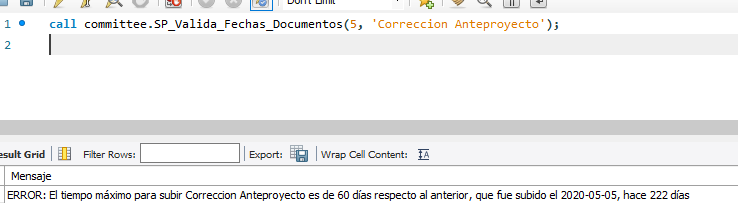 Don't Limit
1 call committee.SP_Valida_Fechas_Documentos(5, 'Correccion Anteproyecto');
2
esult Grid Filter Rows: Export: Wrap Cell Content:
Mensaje
ERROR: El tiempo máximo para subir Correccion Anteproyecto es de 60 días respecto al anterior, que fue subido el 2020-05-05, hace 222 días